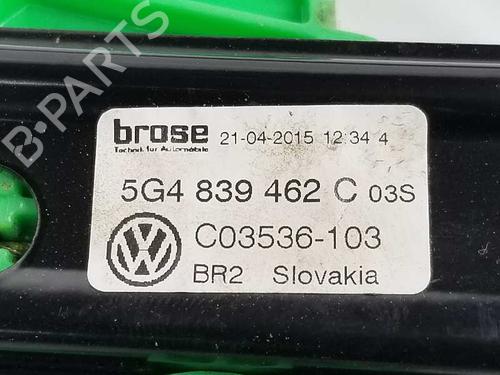 B-PARTS
brose 21-04-2015 12:34 4
Technik für Automobile
5G4 839 462 C 03S
C03536-103
BR2 Slovakia